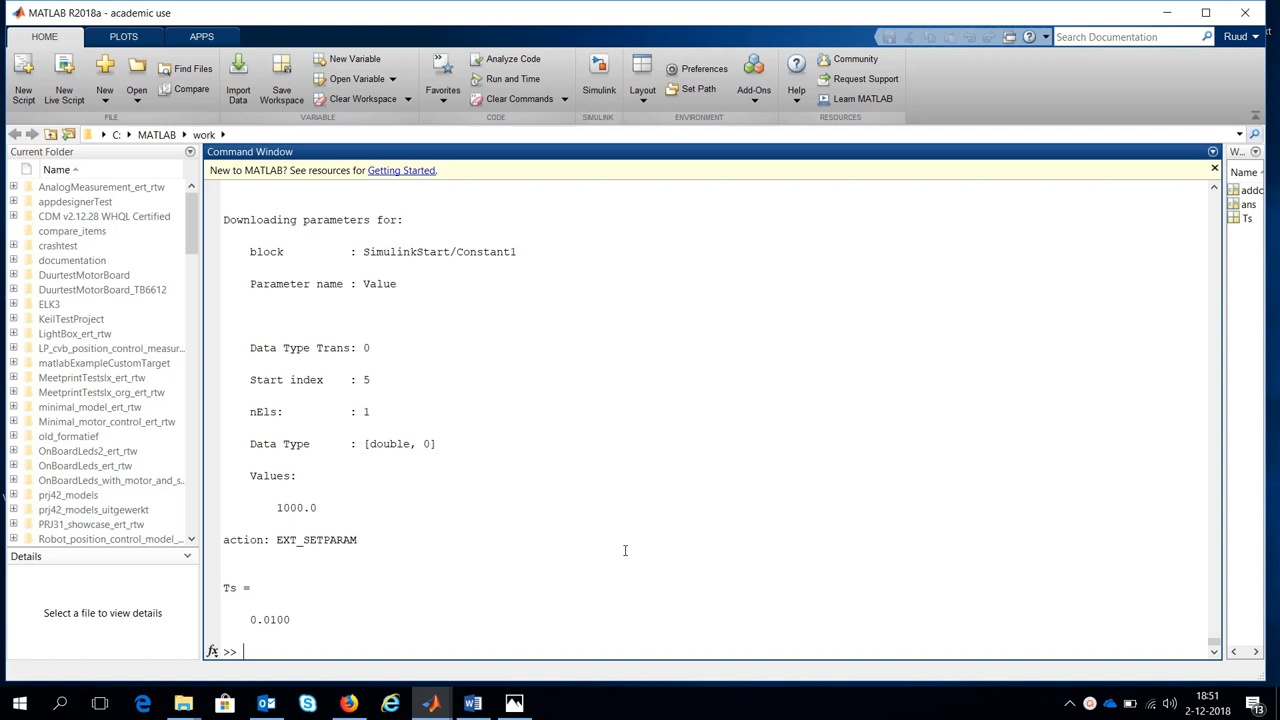 MATLAB R2018a - academic use
HOME PLOTS APPS
Search Documentation
Ruud
New Script
New Live Script
New
Open
Find Files
Compare
Import Data
Save Workspace
New Variable
Open Variable
Clear Workspace
Favorites
Analyze Code
Run and Time
Clear Commands
Simulink
Layout
Preferences
Set Path
Add-Ons
Help
Community
Request Support
Learn MATLAB
FILE VARIABLE CODE SIMULINK ENVIRONMENT RESOURCES
C: MATLAB work
Current Folder
Name
AnalogMeasurement_ert_rtw
appdesignerTest
CDM v2.12.28 WHQL Certified
compare_items
crashtest
documentation
DuurtestMotorBoard
DuurtestMotorBoard_TB6612
ELK3
KeilTestProject
LightBox_ert_rtw
LP_cvb_position_control_measur...
matlabExampleCustomTarget
MeetprintTestslx_ert_rtw
MeetprintTestslx_org_ert_rtw
minimal_model_ert_rtw
Minimal_motor_control_ert_rtw
old_formatief
OnBoardLeds2_ert_rtw
OnBoardLeds_ert_rtw
OnBoardLeds_with_motor_and_s...
prj42_models
prj42_models_uitgewerkt
PRJ31_showcase_ert_rtw
Robot_position_control_model_...
Details
Select a file to view details
Command Window
New to MATLAB? See resources for Getting Started.
Downloading parameters for:
block : SimulinkStart/Constant1
Parameter name : Value
Data Type Trans: 0
Start index : 5
nEls: : 1
Data Type : [double, 0]
Values:
1000.0
action: EXT_SETPARAM
Ts =
0.0100
fx >>
W...
Name
addo
ans
Ts
18:51
2-12-2018
13